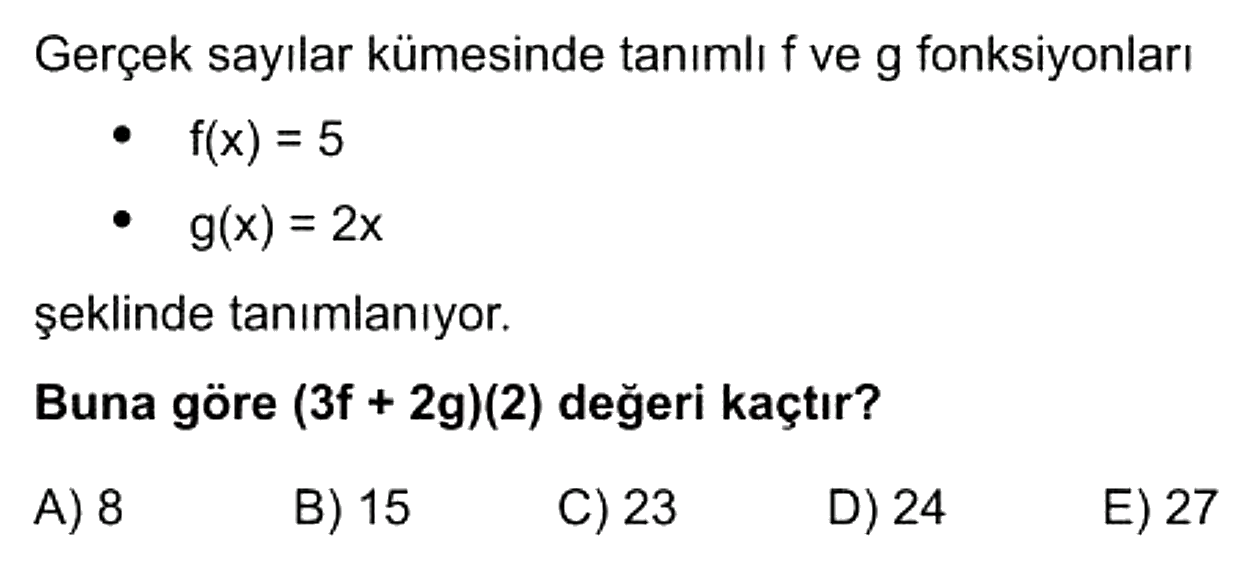 Gerçek sayılar kümesinde tanımlı f ve g fonksiyonları
• f(x) = 5
• g(x) = 2x
şeklinde tanımlanıyor.
Buna göre (3f + 2g)(2) değeri kaçtır?
A) 8 B) 15 C) 23 D) 24 E) 27